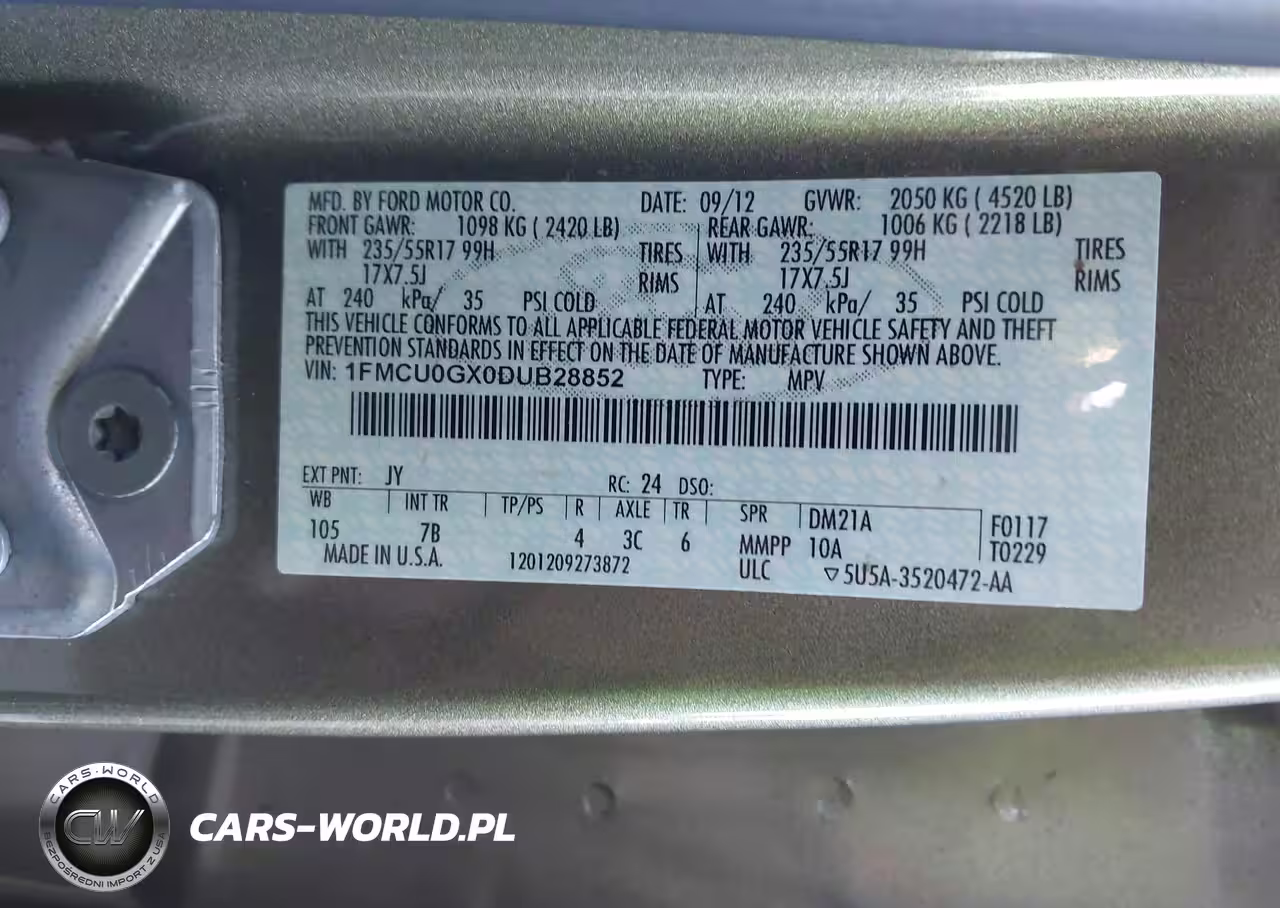 MFD. BY FORD MOTOR CO. DATE: 09/12 GVWR: 2050 KG ( 4520 LB)
FRONT GAWR: 1098 KG ( 2420 LB) REAR GAWR: 1006 KG ( 2218 LB)
WITH 235/55R17 99H TIRES WITH 235/55R17 99H TIRES
17X7.5J RIMS 17X7.5J RIMS
AT 240 kPa/ 35 PSI COLD AT 240 kPa/ 35 PSI COLD
THIS VEHICLE CONFORMS TO ALL APPLICABLE FEDERAL MOTOR VEHICLE SAFETY AND THEFT
PREVENTION STANDARDS IN EFFECT ON THE DATE OF MANUFACTURE SHOWN ABOVE.
VIN: 1FMCU0GX0DUB28852 TYPE: MPV
EXT PNT: JY RC: 24 DSO:
WB INT TR TP/PS R AXLE TR SPR DM21A F0117
105 7B 4 3C 6 MMPP 10A T0229
MADE IN U.S.A. 1201209273872 ULC ▽5U5A-3520472-AA
CARS-WORLD
CW
BEZPOŚREDNI IMPORT Z USA
CARS-WORLD.PL